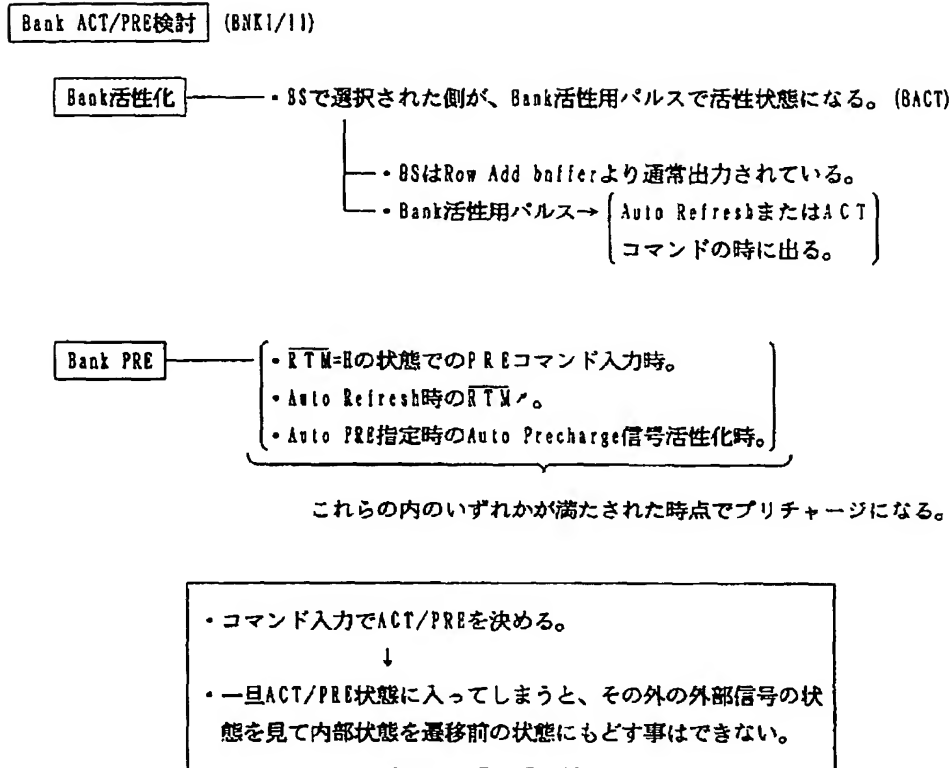 Bank ACT/PRE検討 (BNK1/11)
Bank活性化 ・BSで選択された側が、Bank活性用パルスで活性状態になる。(BACT)
・BSはRow Add bufferより通常出力されている。
・Bank活性用パルス→ Auto RefreshまたはACT
コマンドの時に出る。
Bank PRE ・R̅T̅M̅=Hの状態でのPREコマンド入力時。
・Auto Refresh時のR̅T̅M̅↗。
・Auto PRE指定時のAuto Precharge信号活性化時。
これらの内のいずれかが満たされた時点でプリチャージになる。
・コマンド入力でACT/PREを決める。
↓
・一旦ACT/PRE状態に入ってしまうと、その外の外部信号の状
態を見て内部状態を遷移前の状態にもどす事はできない。